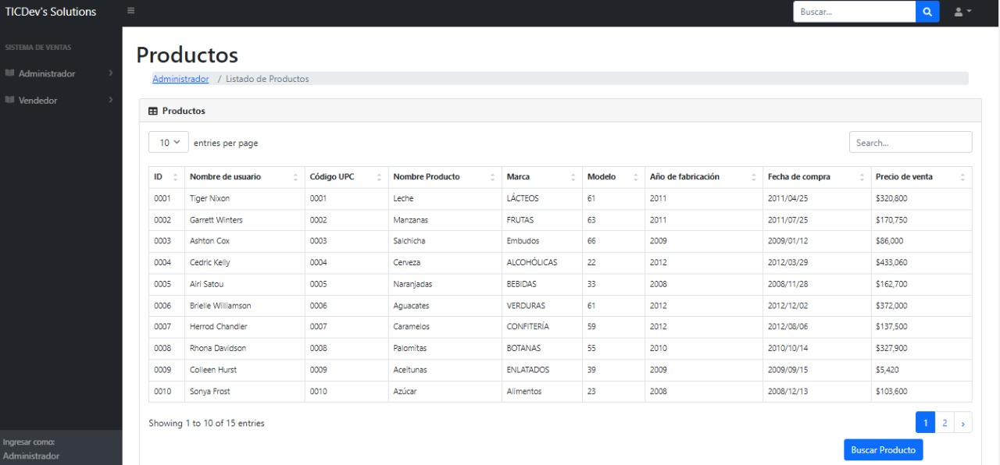 TICDev's Solutions
Buscar...
SISTEMA DE VENTAS
Administrador
Vendedor
Productos
Administrador / Listado de Productos
Productos
10 entries per page
Search...
ID Nombre de usuario Código UPC Nombre Producto Marca Modelo Año de fabricación Fecha de compra Precio de venta
0001 Tiger Nixon 0001 Leche LÁCTEOS 61 2011 2011/04/25 $320,800
0002 Garrett Winters 0002 Manzanas FRUTAS 63 2011 2011/07/25 $170,750
0003 Ashton Cox 0003 Salchicha Embudos 66 2009 2009/01/12 $86,000
0004 Cedric Kelly 0004 Cerveza ALCOHÓLICAS 22 2012 2012/03/29 $433,060
0005 Airi Satou 0005 Naranjadas BEBIDAS 33 2008 2008/11/28 $162,700
0006 Brielle Williamson 0006 Aguacates VERDURAS 61 2012 2012/12/02 $372,000
0007 Herrod Chandler 0007 Caramelos CONFITERÍA 59 2012 2012/08/06 $137,500
0008 Rhona Davidson 0008 Palomitas BOTANAS 55 2010 2010/10/14 $327,900
0009 Colleen Hurst 0009 Aceitunas ENLATADOS 39 2009 2009/09/15 $5,420
0010 Sonya Frost 0010 Azúcar Alimentos 23 2008 2008/12/13 $103,600
Showing 1 to 10 of 15 entries
1 2 ›
Buscar Producto
Ingresar como:
Administrador